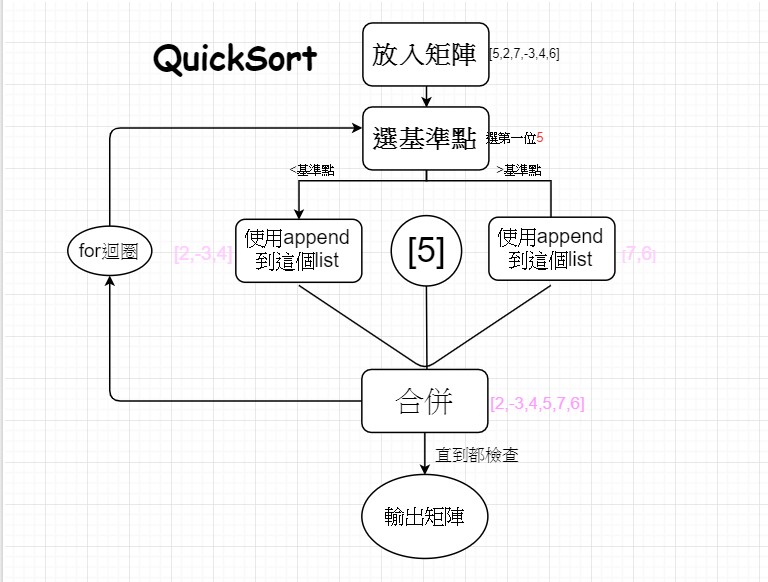 QuickSort
放入矩陣
[5,2,7,-3,4,6]
選基準點
選第一位5
<基準點
>基準點
for迴圈
[2,-3,4]
使用append
到這個list
[5]
使用append
到這個list
[7,6]
合併
[2,-3,4,5,7,6]
直到都檢查
輸出矩陣